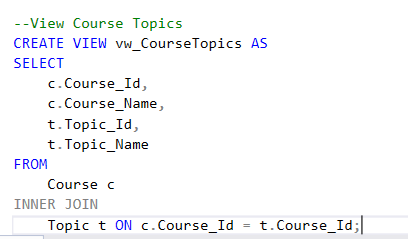 --View Course Topics
CREATE VIEW vw_CourseTopics AS
SELECT
    c.Course_Id,
    c.Course_Name,
    t.Topic_Id,
    t.Topic_Name
FROM
    Course c
INNER JOIN
    Topic t ON c.Course_Id = t.Course_Id;